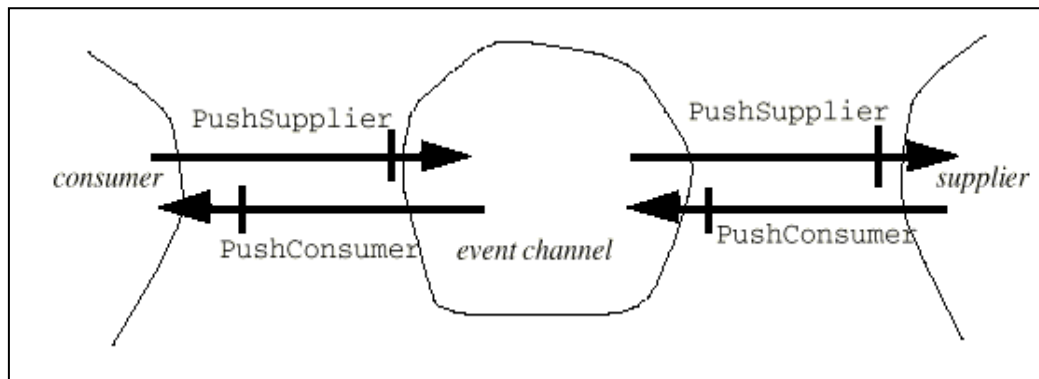 PushSupplier
PushSupplier
consumer
supplier
PushConsumer
event channel
PushConsumer